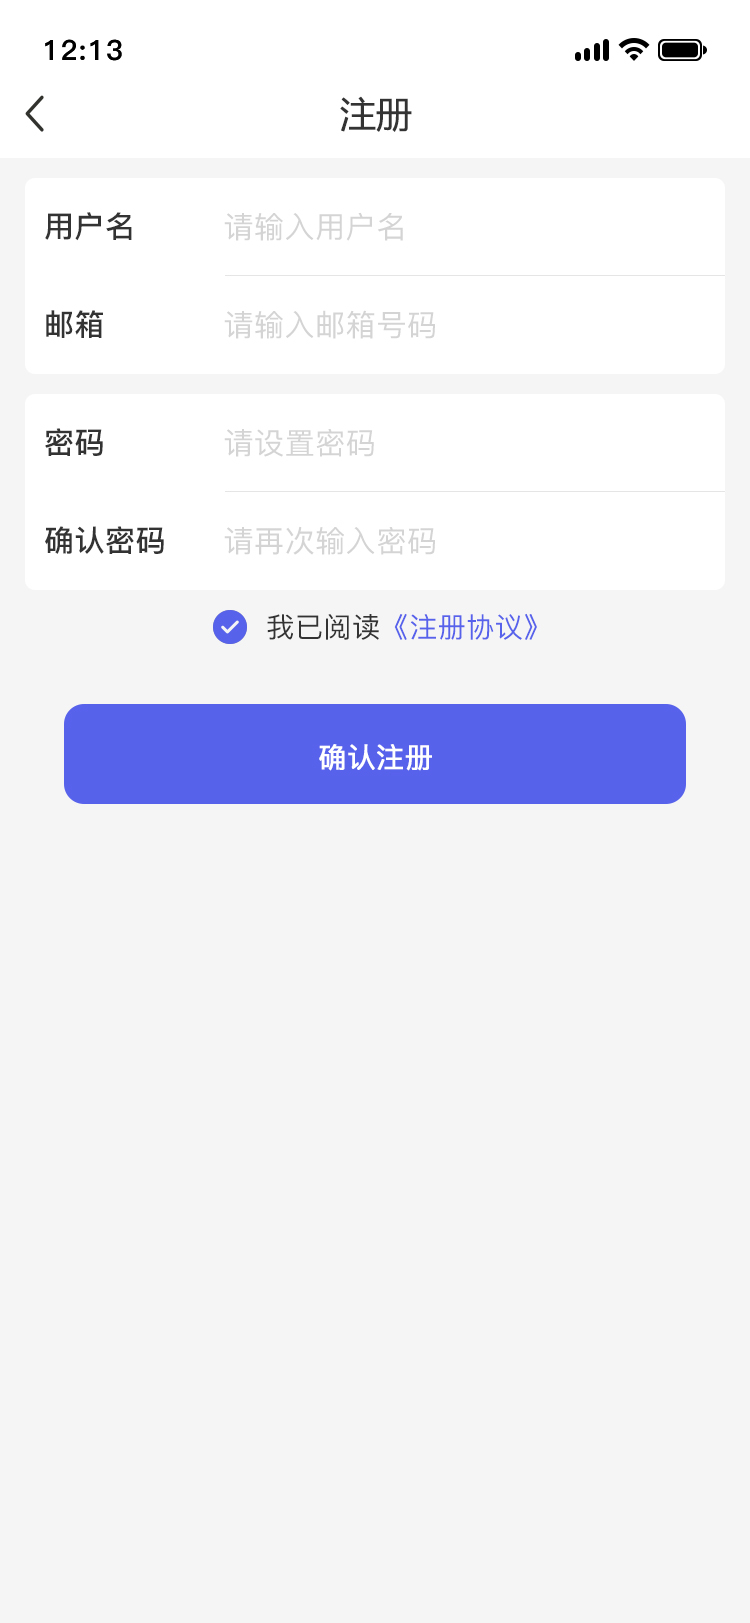 12:13
注册
用户名 请输入用户名
邮箱 请输入邮箱号码
密码 请设置密码
确认密码 请再次输入密码
我已阅读《注册协议》
确认注册